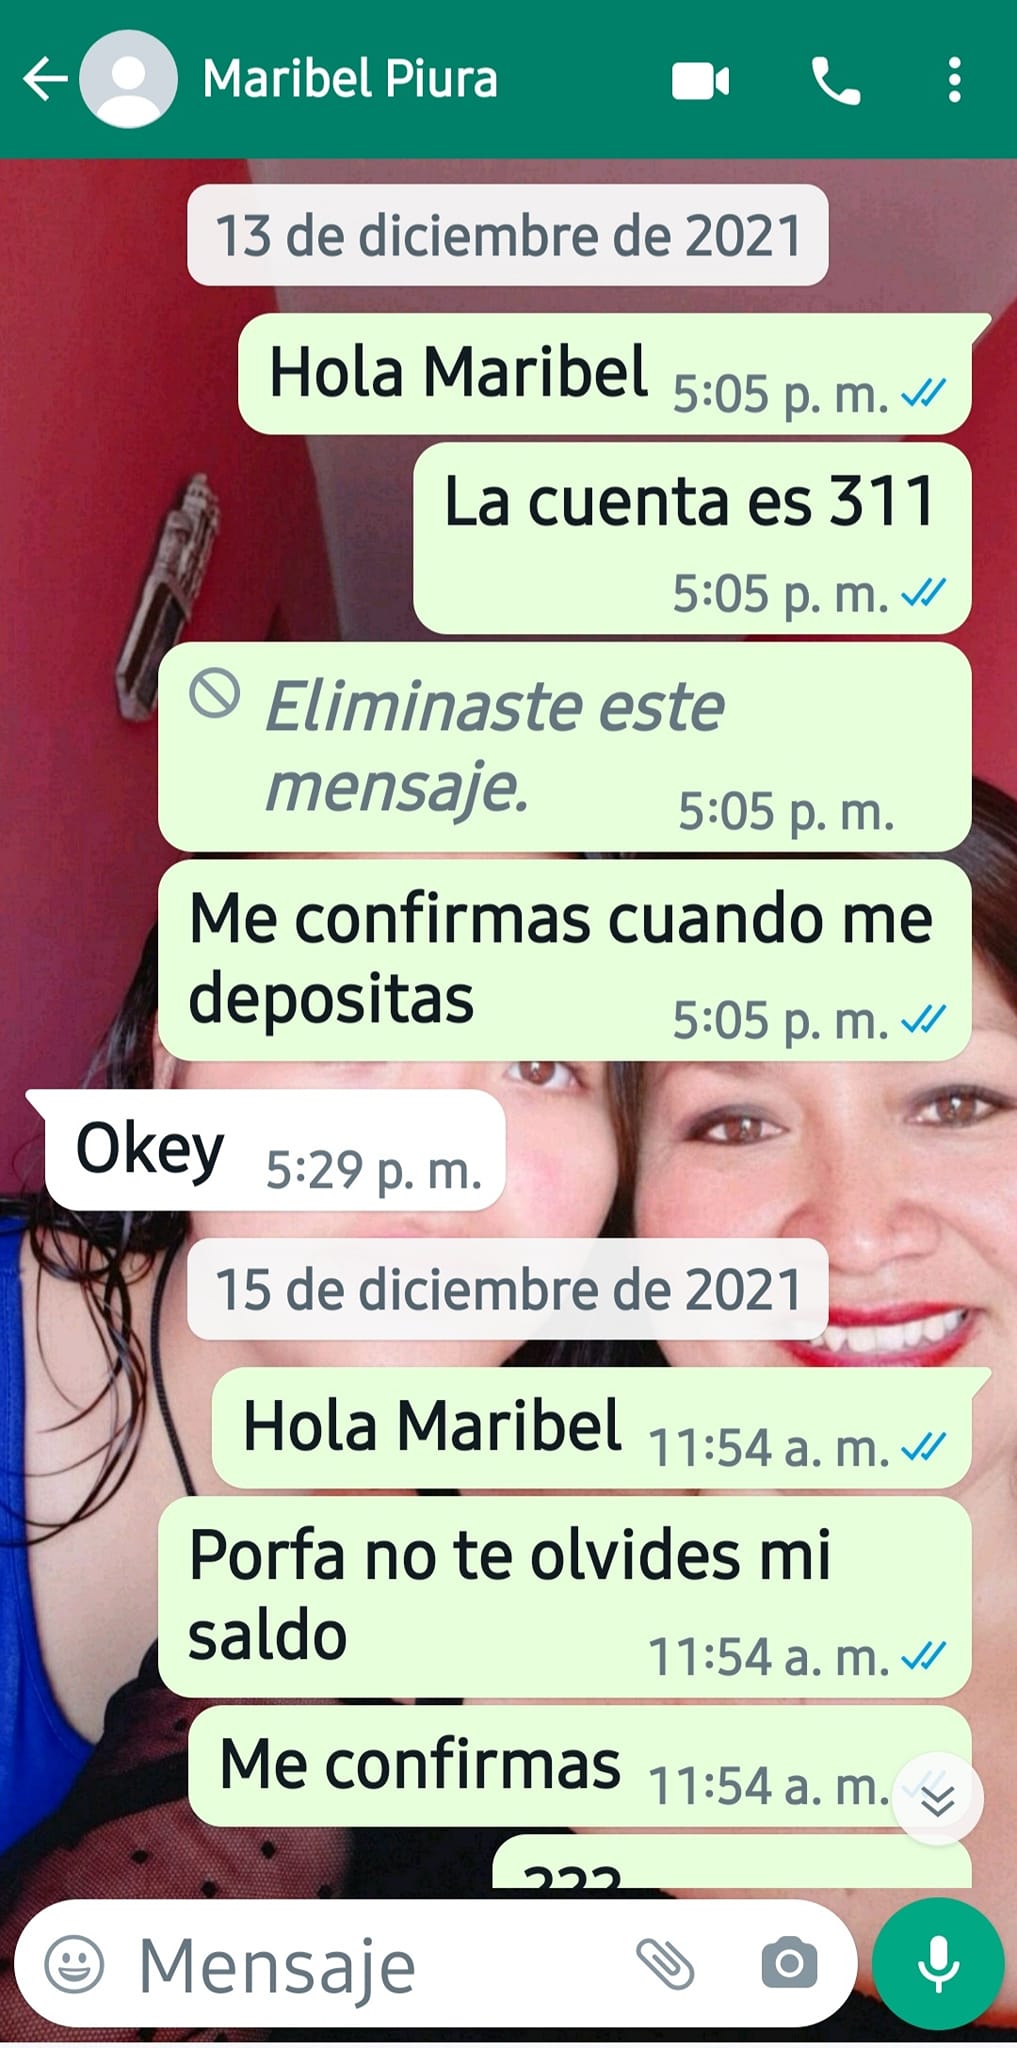 Maribel Piura
13 de diciembre de 2021
Hola Maribel 5:05 p. m.
La cuenta es 311
5:05 p. m.
Eliminaste este
mensaje. 5:05 p. m.
Me confirmas cuando me
depositas 5:05 p. m.
Okey 5:29 p. m.
15 de diciembre de 2021
Hola Maribel 11:54 a. m.
Porfa no te olvides mi
saldo 11:54 a. m.
Me confirmas 11:54 a. m.
Mensaje